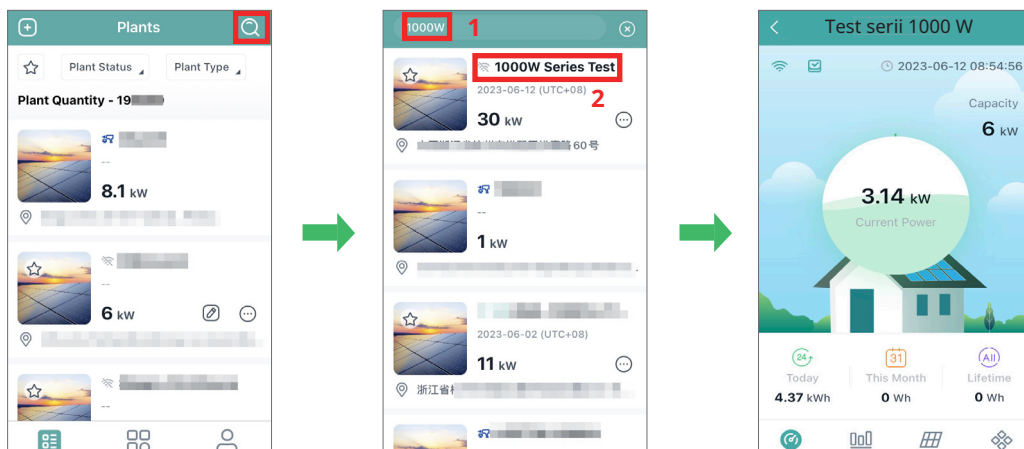 Plants
Plant Status
Plant Type
Plant Quantity - 19
--
8.1 kW
--
6 kW
--
1000W
1
1000W Series Test
2023-06-12 (UTC+08)
2
30 kW
60号
--
1 kW
2023-06-02 (UTC+08)
11 kW
浙江省
Test serii 1000 W
2023-06-12 08:54:56
Capacity
6 kW
3.14 kW
Current Power
24
31
All
Today
This Month
Lifetime
4.37 kWh
0 Wh
0 Wh